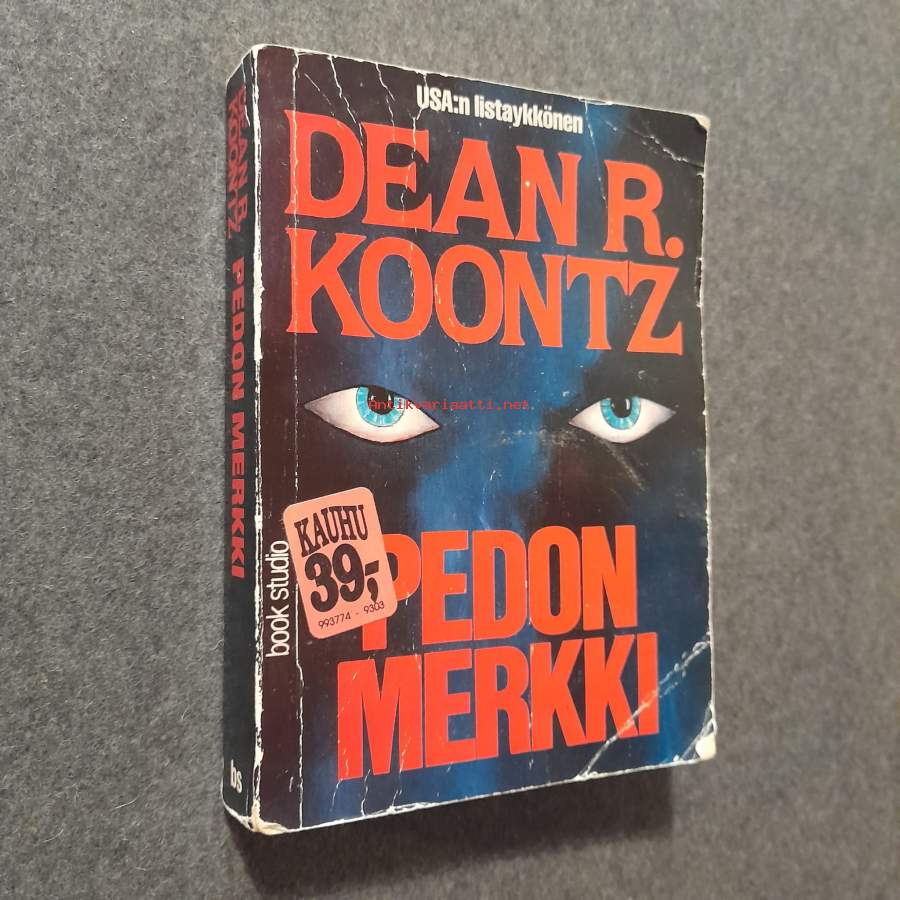 USA:n listaykkönen
DEAN R.
KOONTZ
Antikvariaatti.net
KAUHU
39,-
993774 - 9303
PEDON
MERKKI
book studio
DEAN R.
KOONTZ
PEDON MERKKI
bs